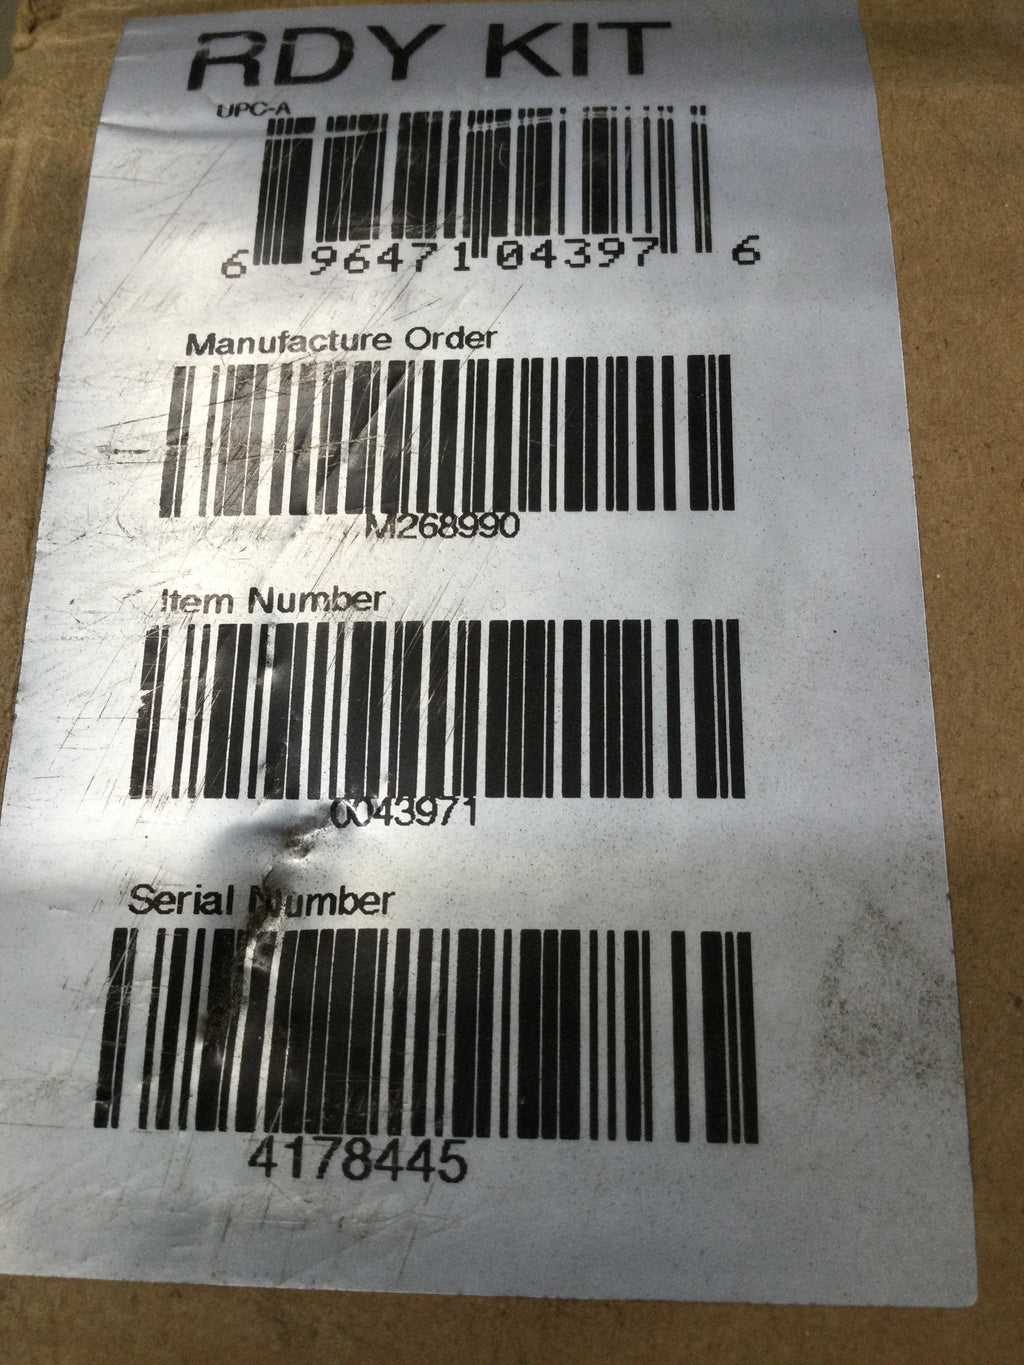 RDY KIT
UPC-A
6 96471 04397 6
Manufacture Order
M268990
Item Number
0043971
Serial Number
4178445